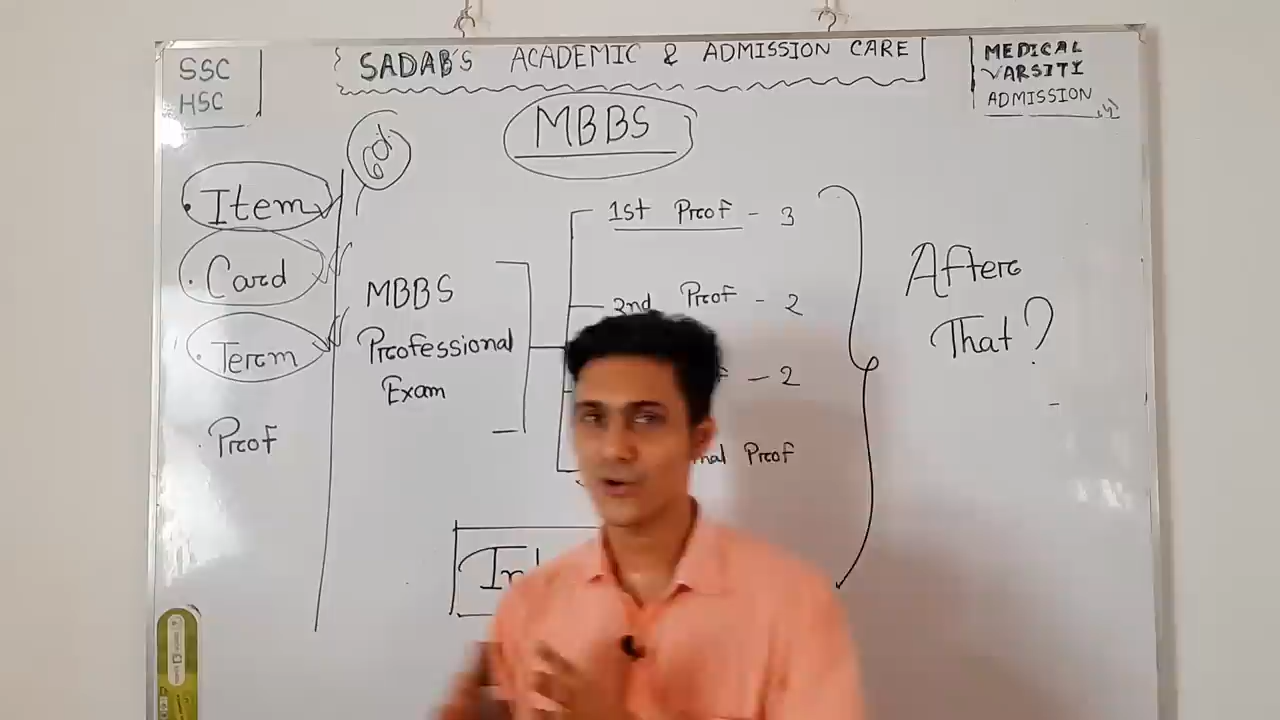 SSC
HSC
SADAB'S ACADEMIC & ADMISSION CARE
MEDICAL
VARSITI
ADMISSION
MBBS
Item
Card
Term
Prof
MBBS
Professional
Exam
1st Prof - 3
2nd Prof - 2
- 2
Prof
After
That?